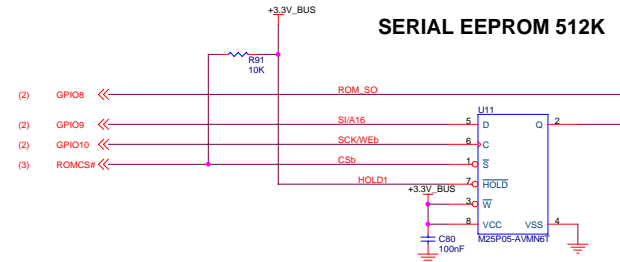 +3.3V_BUS
SERIAL EEPROM 512K
R91
10K
(2) GPIO8 ROM_SO
U11
(2) GPIO9 SI/A16 5 D Q 2
(2) GPIO10 SCK/WEb 6 C
(3) ROMCS# CSb 1 S
HOLD1 7 HOLD
+3.3V_BUS
3 W
8 VCC VSS 4
C80
100nF
M25P05-AVMN6T